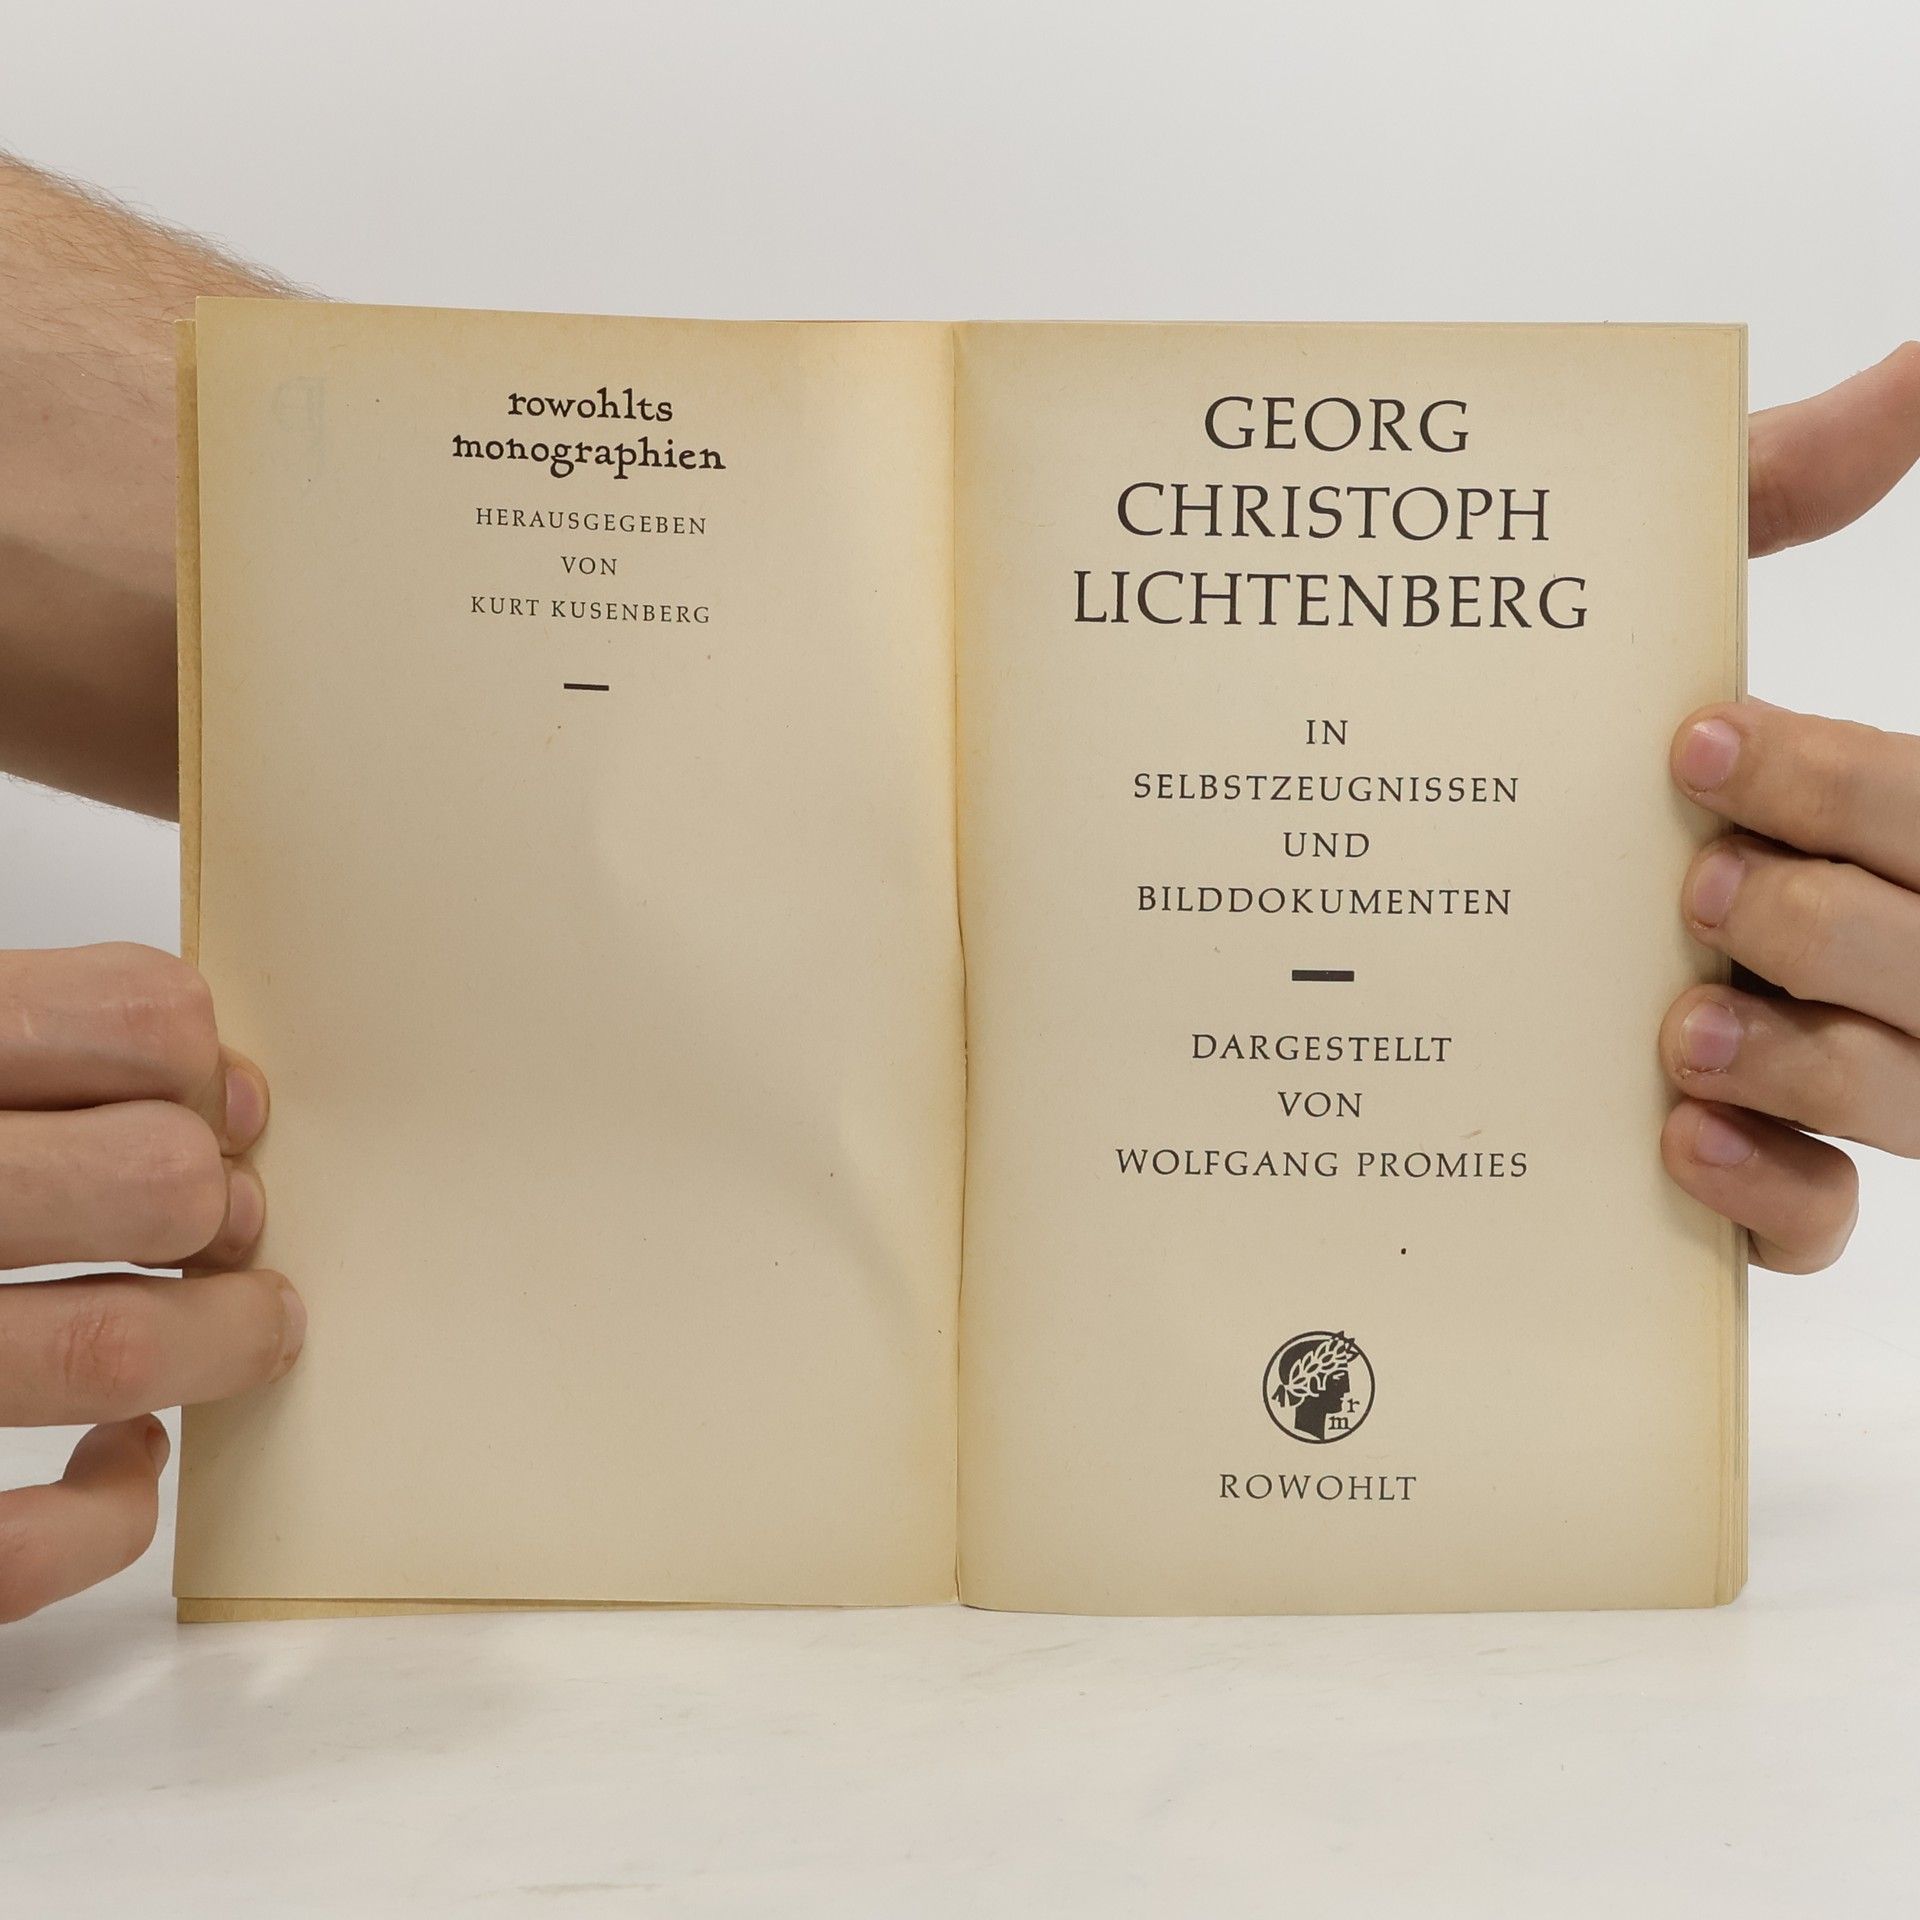 rowohlts
monographien
HERAUSGEGEBEN
VON
KURT KUSENBERG
GEORG
CHRISTOPH
LICHTENBERG
IN
SELBSTZEUGNISSEN
UND
BILDDOKUMENTEN
DARGESTELLT
VON
WOLFGANG PROMIES
r
m
ROWOHLT